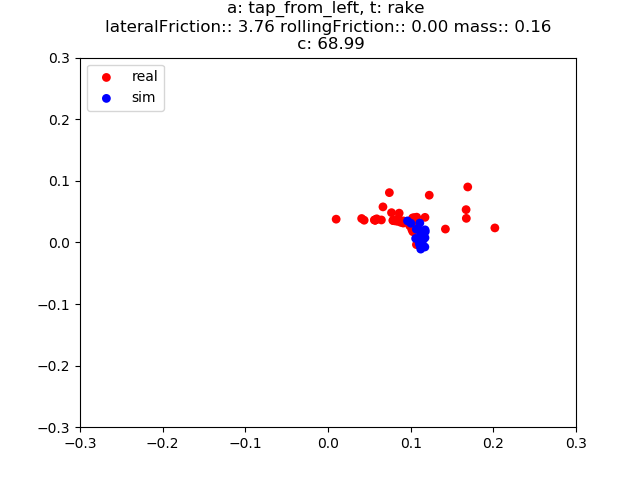 a: tap_from_left, t: rake
lateralFriction:: 3.76 rollingFriction:: 0.00 mass:: 0.16
c: 68.99
real
sim
0.3
0.2
0.1
0.0
−0.1
−0.2
−0.3
−0.3 −0.2 −0.1 0.0 0.1 0.2 0.3